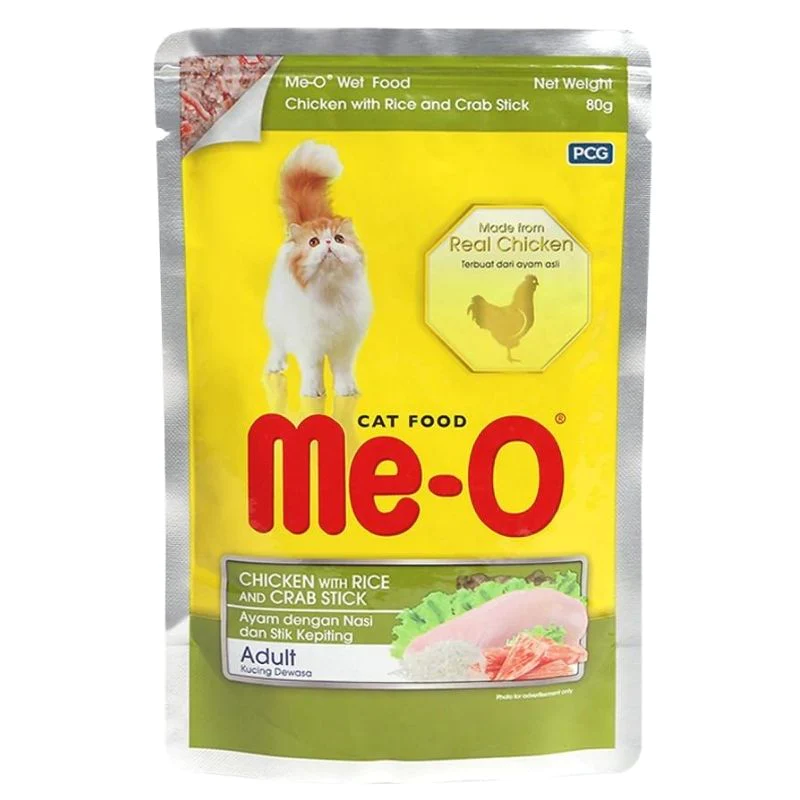 Me-O® Wet Food
Chicken with Rice and Crab Stick
Net Weight
80g
PCG
Made from
Real Chicken
Terbuat dari ayam asli
CAT FOOD
Me-O®
CHICKEN WITH RICE
AND CRAB STICK
Ayam dengan Nasi
dan Stik Kepiting
Adult
Kucing Dewasa
Photo for advertisement only